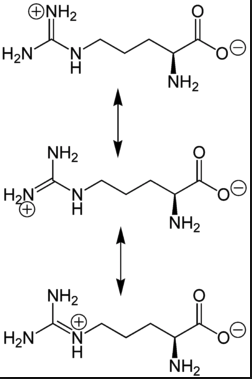 ⊕NH₂ O
H₂N N H NH₂ O⊖
NH₂ O
H₂N⊕ N H NH₂ O⊖
NH₂ O
H₂N N⊕ H NH₂ O⊖